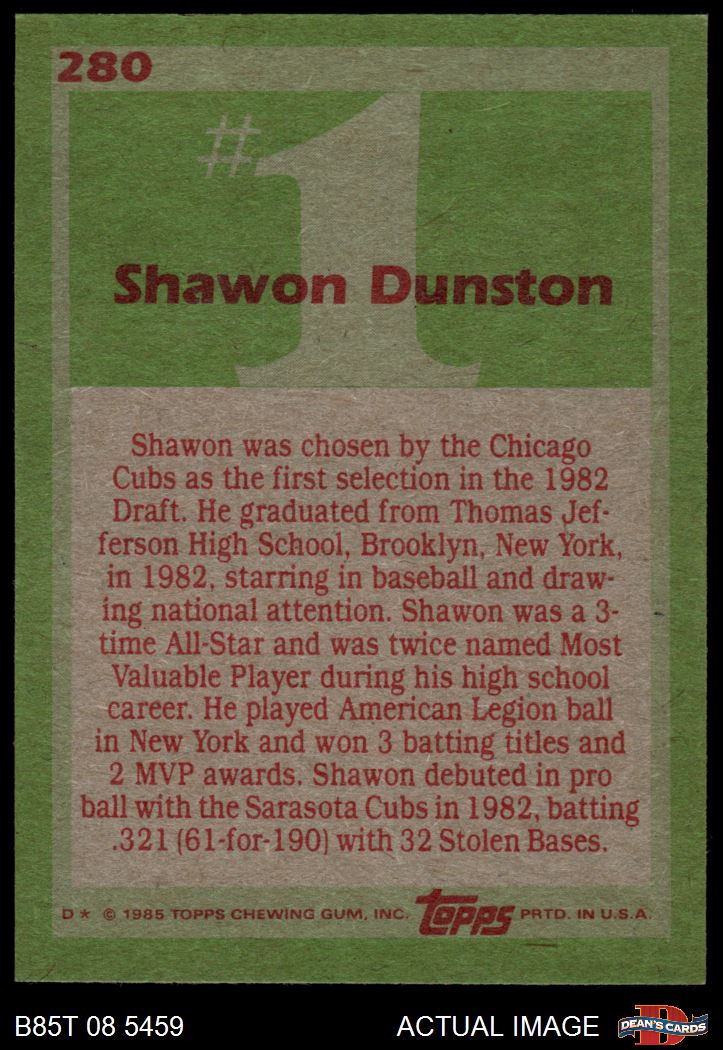 280
#1
Shawon Dunston
Shawon was chosen by the Chicago
Cubs as the first selection in the 1982
Draft. He graduated from Thomas Jef-
ferson High School, Brooklyn, New York,
in 1982, starring in baseball and draw-
ing national attention. Shawon was a 3-
time All-Star and was twice named Most
Valuable Player during his high school
career. He played American Legion ball
in New York and won 3 batting titles and
2 MVP awards. Shawon debuted in pro
ball with the Sarasota Cubs in 1982, batting
.321 (61-for-190) with 32 Stolen Bases.
D* © 1985 TOPPS CHEWING GUM, INC. Topps PRTD. IN U.S.A.
B85T 08 5459 ACTUAL IMAGE D DEAN'S CARDS